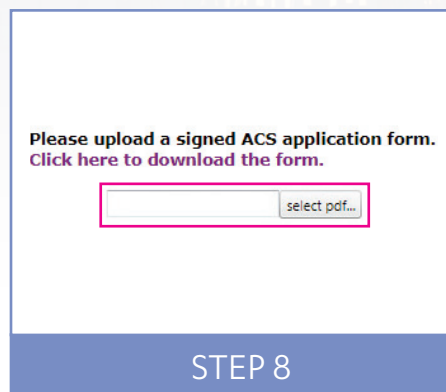 Please upload a signed ACS application form.
Click here to download the form.
select pdf...
STEP 8